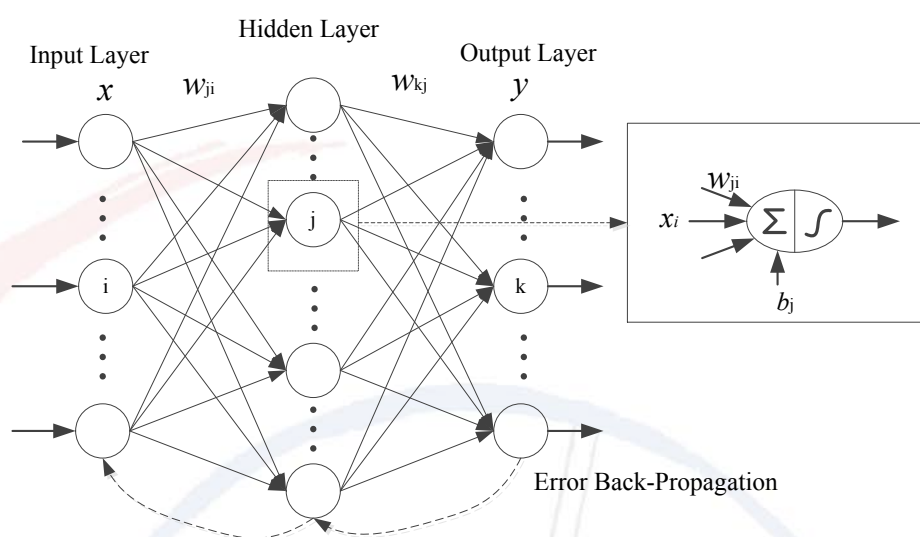 Hidden Layer
Input Layer
Output Layer
x
wji
wkj
y
wji
j
xi
Σ ∫
i
k
bj
Error Back-Propagation